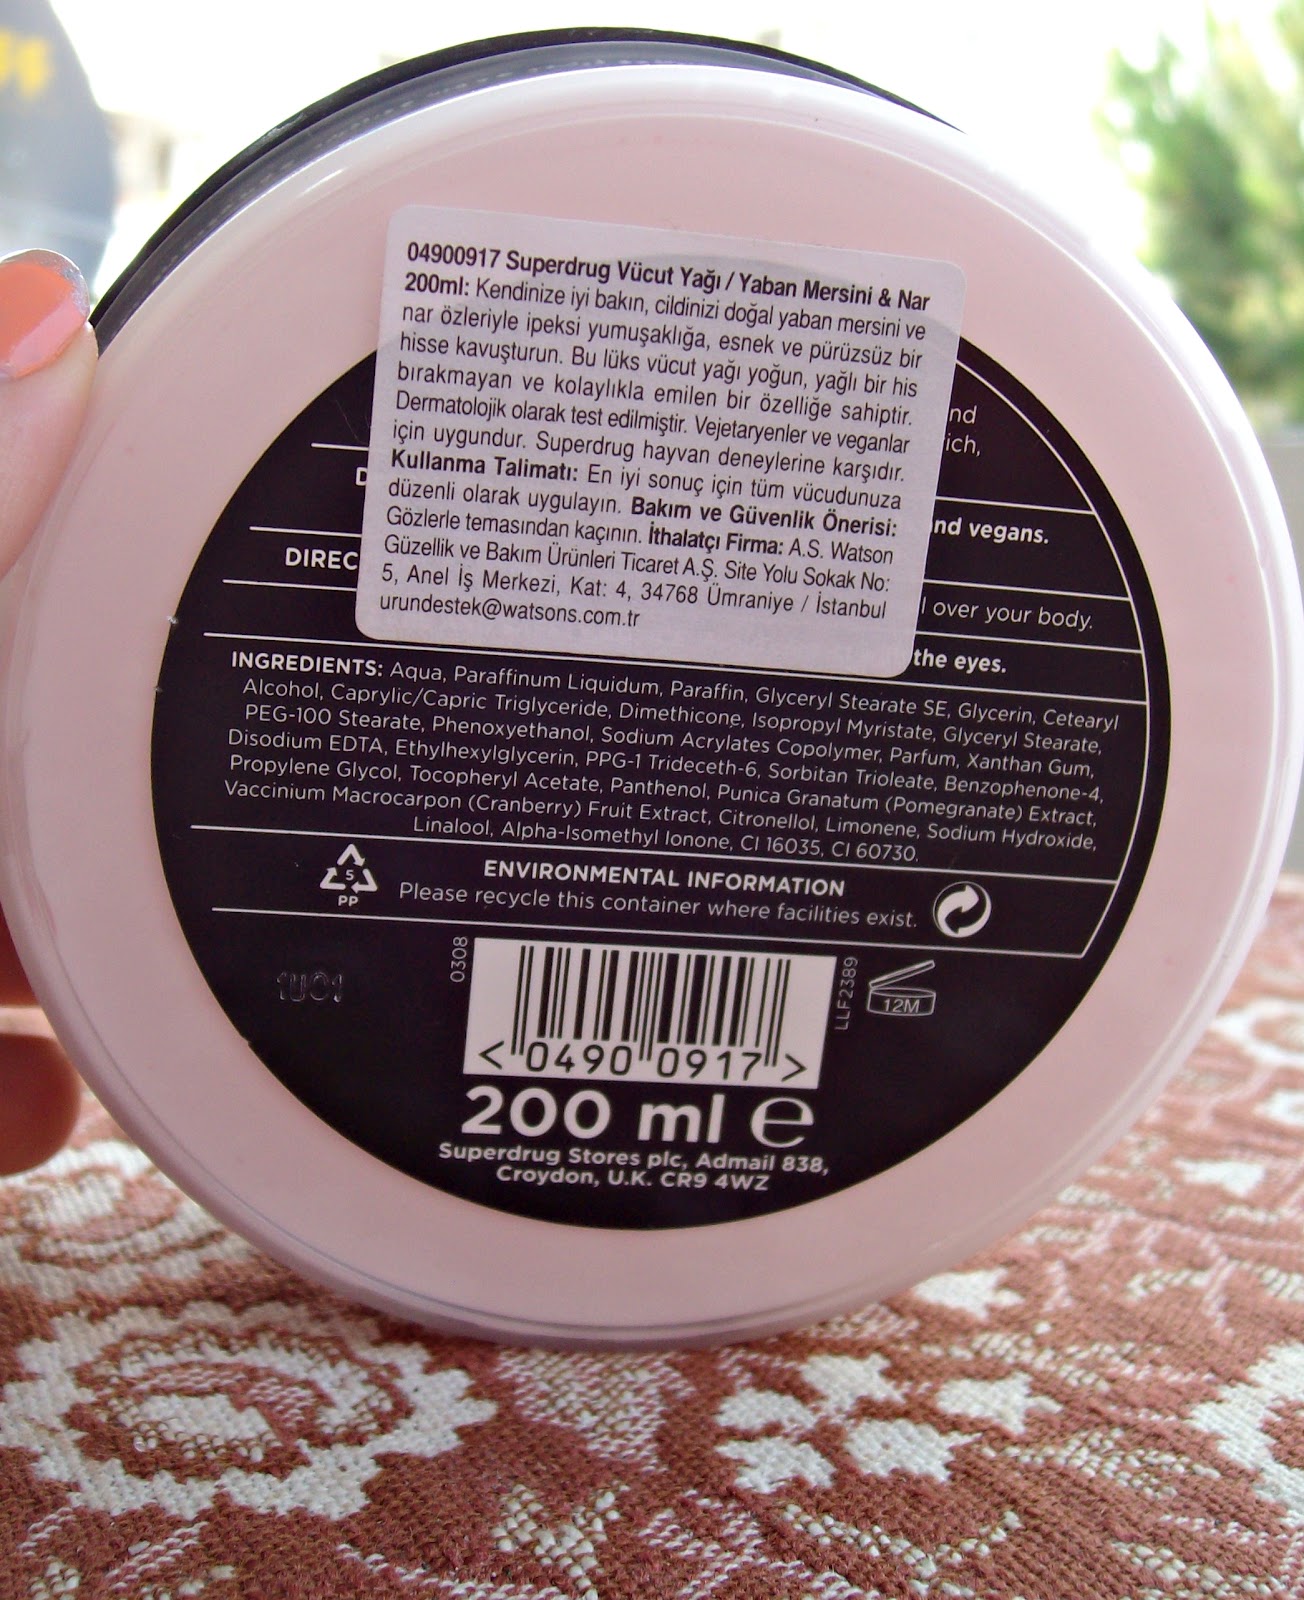 04900917 Superdrug Vücut Yağı / Yaban Mersini & Nar
200ml: Kendinize iyi bakın, cildinizi doğal yaban mersini ve
nar özleriyle ipeksi yumuşaklığa, esnek ve pürüzsüz bir
hisse kavuşturun. Bu lüks vücut yağı yoğun, yağlı bir his
bırakmayan ve kolaylıkla emilen bir özelliğe sahiptir.
Dermatolojik olarak test edilmiştir. Vejetaryenler ve veganlar
için uygundur. Superdrug hayvan deneylerine karşıdır.
Kullanma Talimatı: En iyi sonuç için tüm vücudunuza
düzenli olarak uygulayın. Bakım ve Güvenlik Önerisi:
Gözlerle temasından kaçının. İthalatçı Firma: A.S. Watson
Güzellik ve Bakım Ürünleri Ticaret A.Ş. Site Yolu Sokak No:
5, Anel İş Merkezi, Kat: 4, 34768 Ümraniye / İstanbul
urundestek@watsons.com.tr
nd
ich,
D
nd vegans.
DIREC
l over your body.
the eyes.
INGREDIENTS: Aqua, Paraffinum Liquidum, Paraffin, Glyceryl Stearate SE, Glycerin, Cetearyl
Alcohol, Caprylic/Capric Triglyceride, Dimethicone, Isopropyl Myristate, Glyceryl Stearate,
PEG-100 Stearate, Phenoxyethanol, Sodium Acrylates Copolymer, Parfum, Xanthan Gum,
Disodium EDTA, Ethylhexylglycerin, PPG-1 Trideceth-6, Sorbitan Trioleate, Benzophenone-4,
Propylene Glycol, Tocopheryl Acetate, Panthenol, Punica Granatum (Pomegranate) Extract,
Vaccinium Macrocarpon (Cranberry) Fruit Extract, Citronellol, Limonene, Sodium Hydroxide,
Linalool, Alpha-Isomethyl Ionone, CI 16035, CI 60730.
5
PP
ENVIRONMENTAL INFORMATION
Please recycle this container where facilities exist.
0308
LLF2389
12M
1U01
<0490 0917>
200 ml e
Superdrug Stores plc, Admail 838,
Croydon, U.K. CR9 4WZ